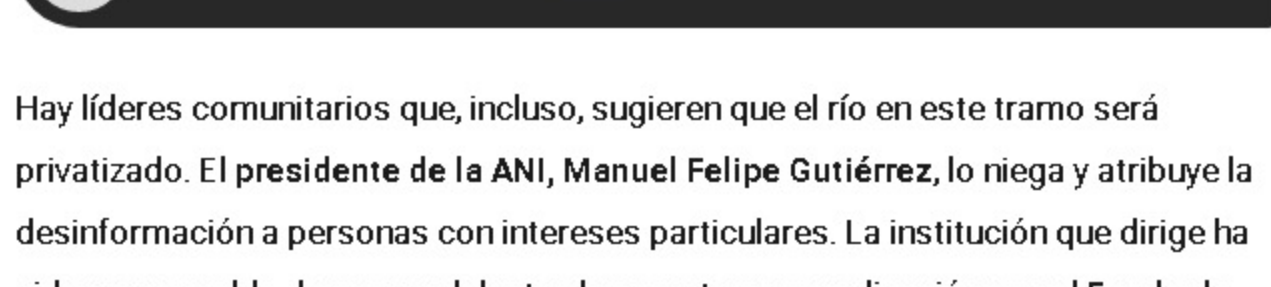 Hay líderes comunitarios que, incluso, sugieren que el río en este tramo será
privatizado. El presidente de la ANI, Manuel Felipe Gutiérrez, lo niega y atribuye la
desinformación a personas con intereses particulares. La institución que dirige ha